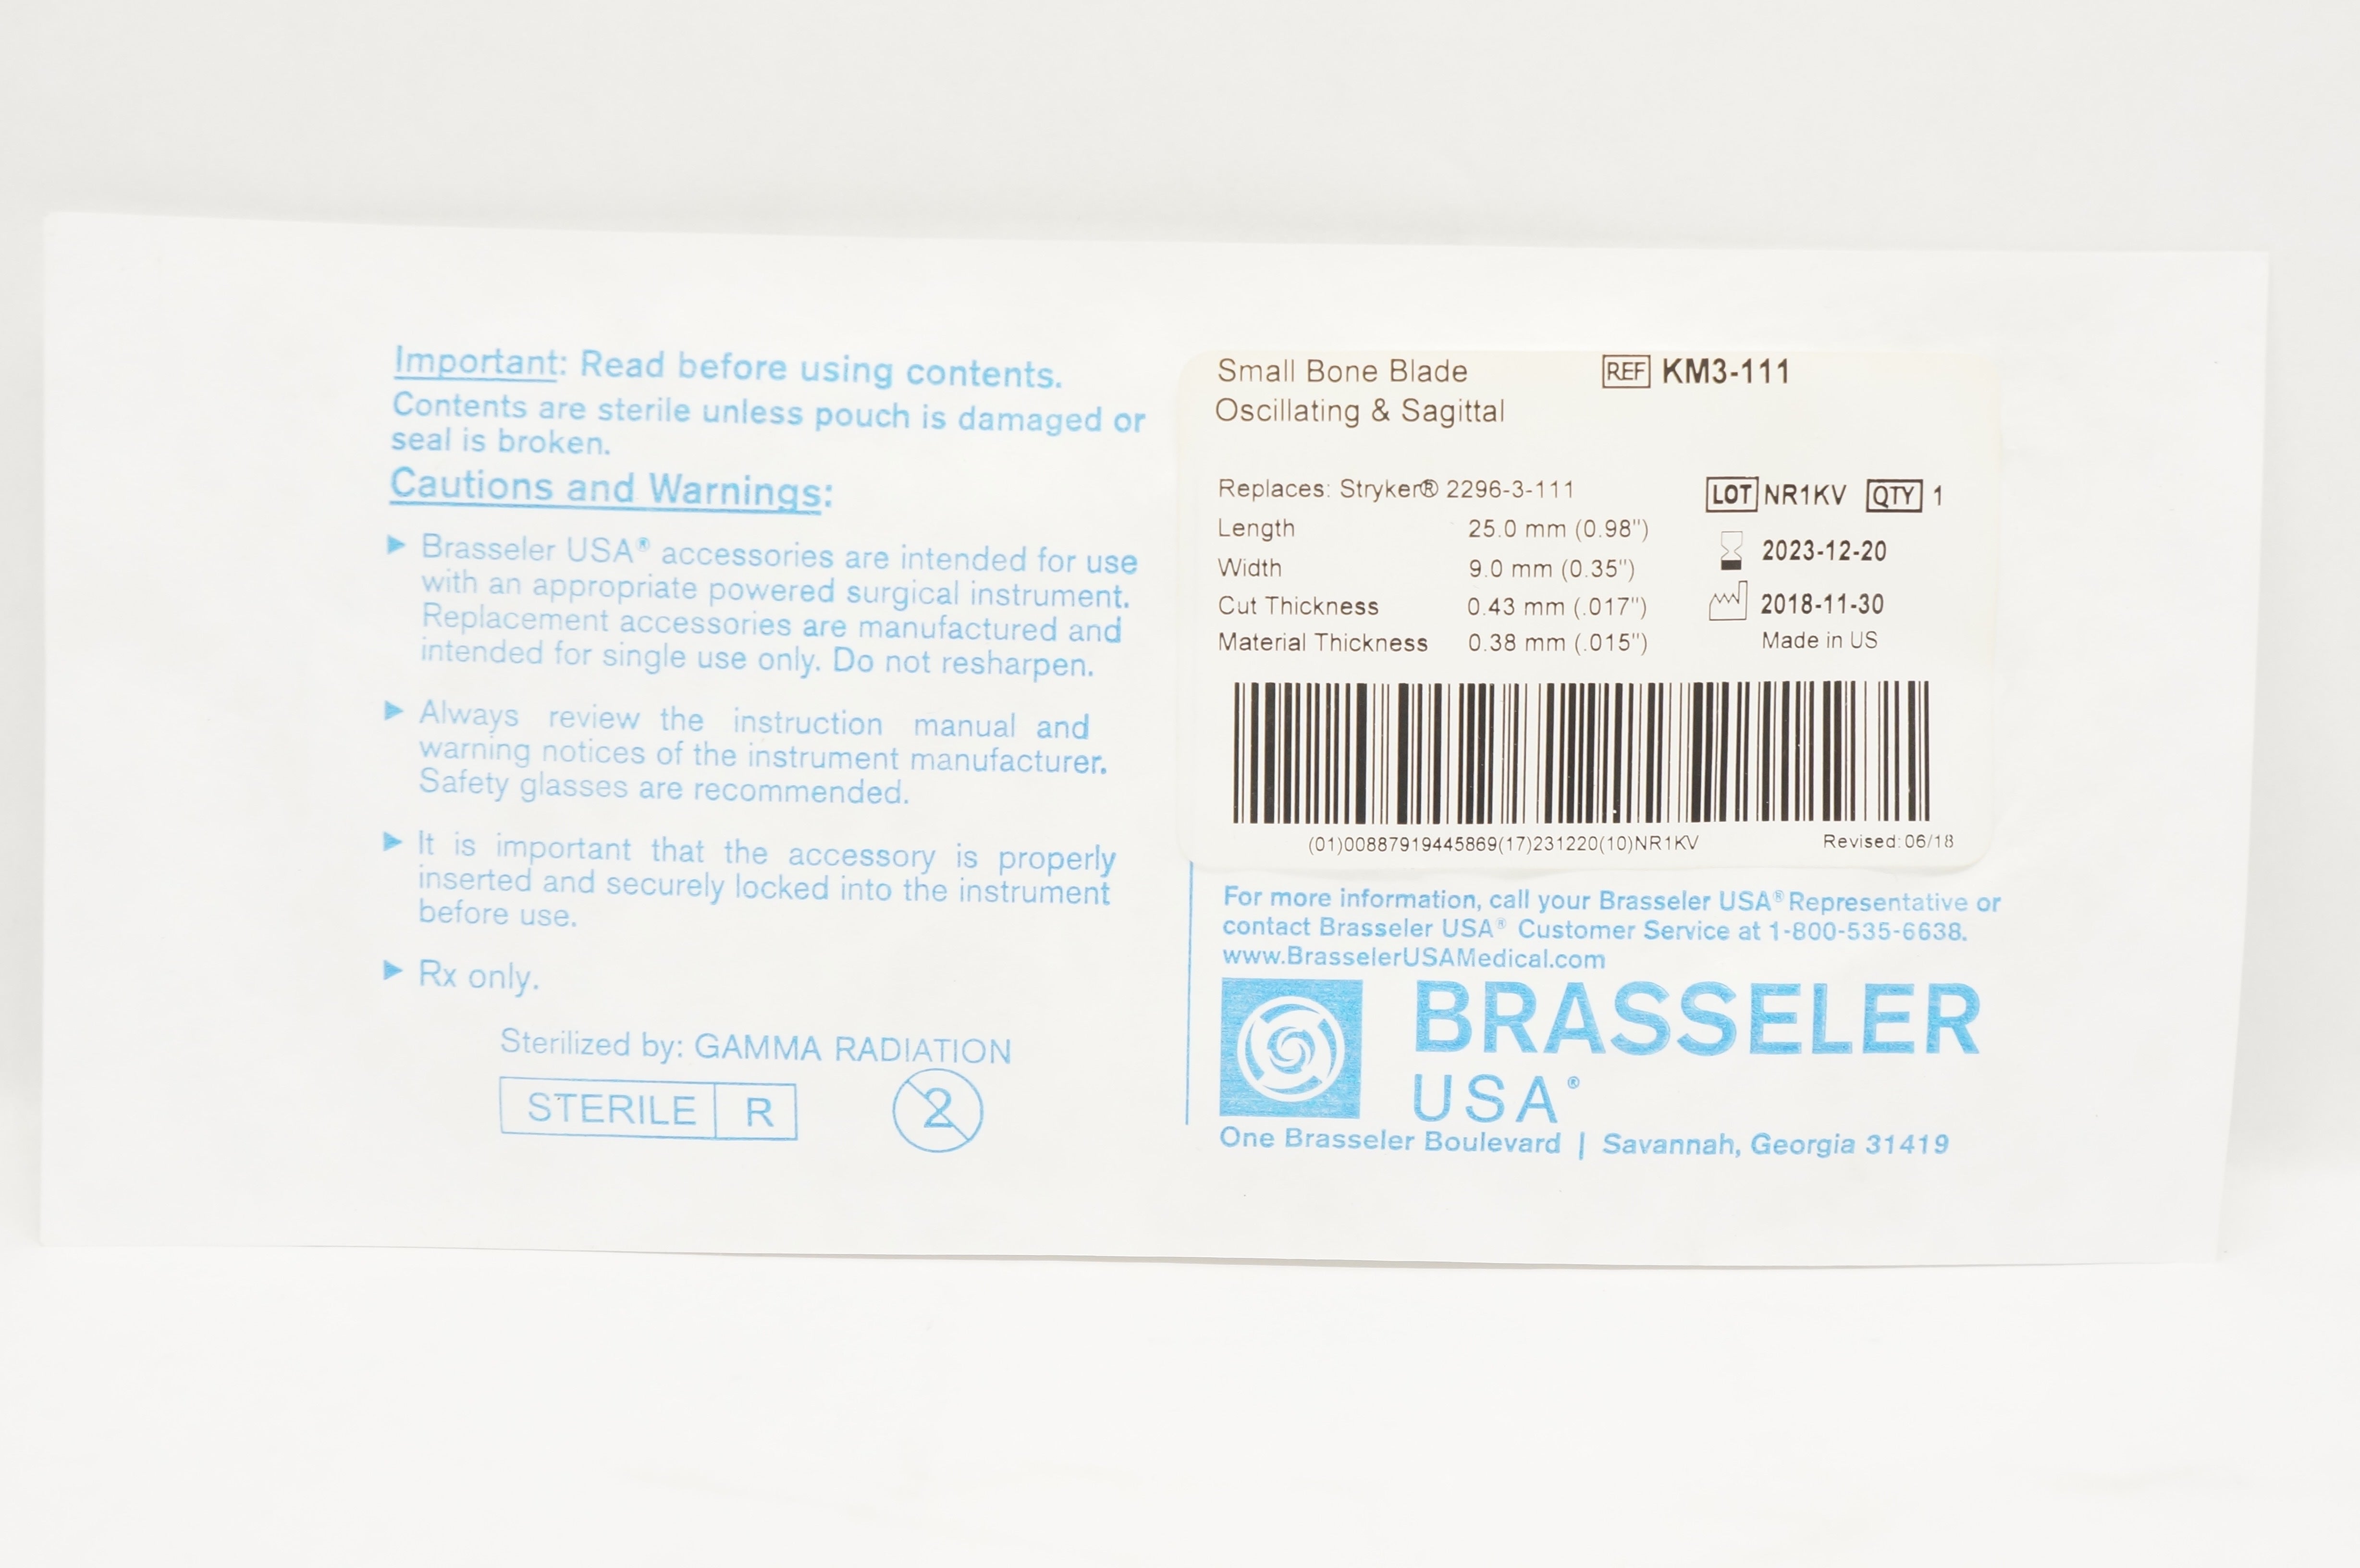 Important: Read before using contents.
Contents are sterile unless pouch is damaged or
seal is broken.
Cautions and Warnings:
▶ Brasseler USA® accessories are intended for use
with an appropriate powered surgical instrument.
Replacement accessories are manufactured and
intended for single use only. Do not resharpen.
▶ Always review the instruction manual and
warning notices of the instrument manufacturer.
Safety glasses are recommended.
▶ It is important that the accessory is properly
inserted and securely locked into the instrument
before use.
▶ Rx only.
Sterilized by: GAMMA RADIATION
STERILE R
2
Small Bone Blade REF KM3-111
Oscillating & Sagittal
Replaces: Stryker® 2296-3-111 LOT NR1KV QTY 1
Length 25.0 mm (0.98")
2023-12-20
Width 9.0 mm (0.35")
Cut Thickness 0.43 mm (.017") 2018-11-30
Material Thickness 0.38 mm (.015") Made in US
(01)00887919445869(17)231220(10)NR1KV Revised: 06/18
For more information, call your Brasseler USA® Representative or
contact Brasseler USA® Customer Service at 1-800-535-6638.
www.BrasselerUSAMedical.com
BRASSELER
USA®
One Brasseler Boulevard | Savannah, Georgia 31419